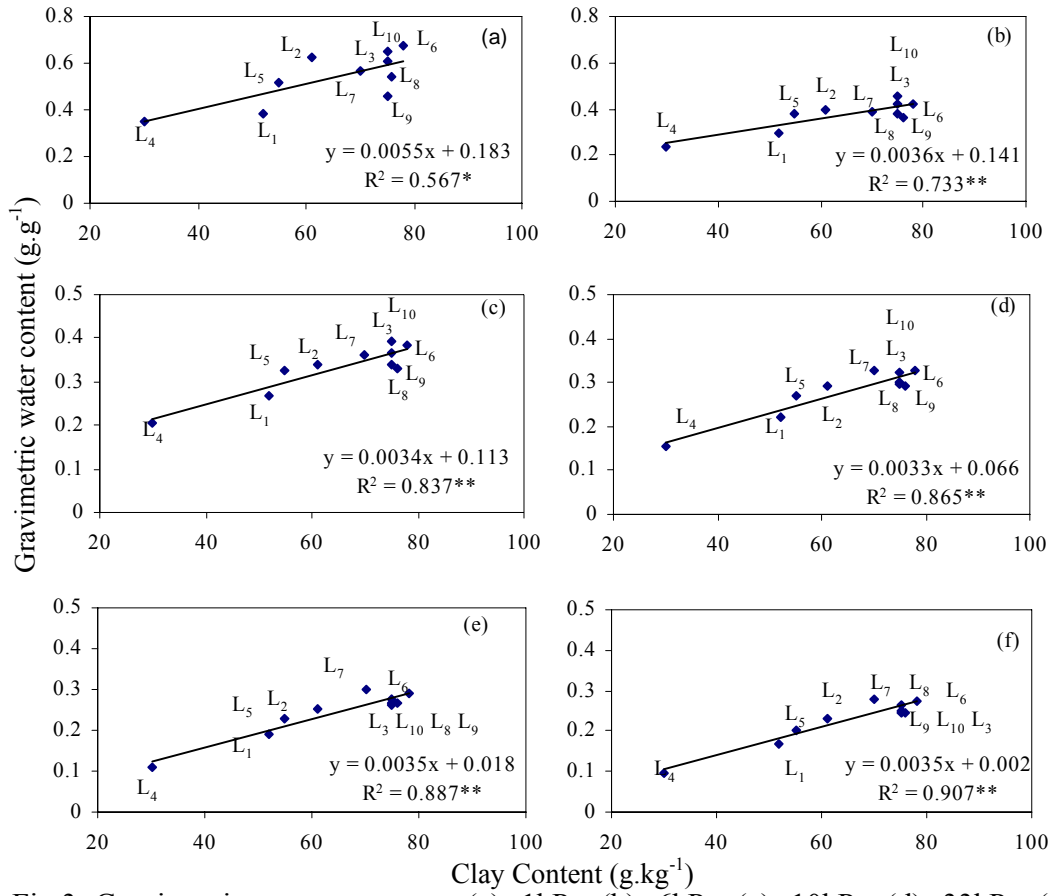 Gravimetric water content (g.g-1)
0.8
0.6
0.4
0.2
0
20 40 60 80 100
(a)
L10
L6
L2
L3
L5
L7
L8
L9
L4
L1
y = 0.0055x + 0.183
R2 = 0.567*
0.8
0.6
0.4
0.2
0
20 40 60 80 100
(b)
L10
L3
L2
L7
L5
L6
L4
L8
L9
L1
y = 0.0036x + 0.141
R2 = 0.733**
0.5
0.4
0.3
0.2
0.1
0
20 40 60 80 100
(c)
L10
L3
L7
L6
L2
L5
L9
L8
L1
L4
y = 0.0034x + 0.113
R2 = 0.837**
0.5
0.4
0.3
0.2
0.1
0
20 40 60 80 100
(d)
L10
L7
L3
L5
L6
L8
L9
L4
L2
L1
y = 0.0033x + 0.066
R2 = 0.865**
0.5
0.4
0.3
0.2
0.1
0
20 40 60 80 100
(e)
L7
L6
L2
L5
L3 L10 L8 L9
L1
L4
y = 0.0035x + 0.018
R2 = 0.887**
0.5
0.4
0.3
0.2
0.1
0
20 40 60 80 100
(f)
L2
L7
L8
L6
L5
L9 L10 L3
L4
L1
y = 0.0035x + 0.002
R2 = 0.907**
Clay Content (g.kg-1)